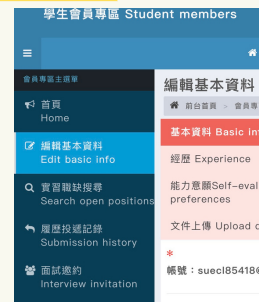 學生會員專區 Student members
會員專區主選單
首頁
Home
編輯基本資料
Edit basic info
實習職缺搜尋
Search open positions
履歷投遞記錄
Submission history
面試邀約
Interview invitation
編輯基本資料
前台首頁 > 會員專
基本資料 Basic in
經歷 Experience
能力意願Self-eval
preferences
文件上傳 Upload
*
帳號：suecl85418@